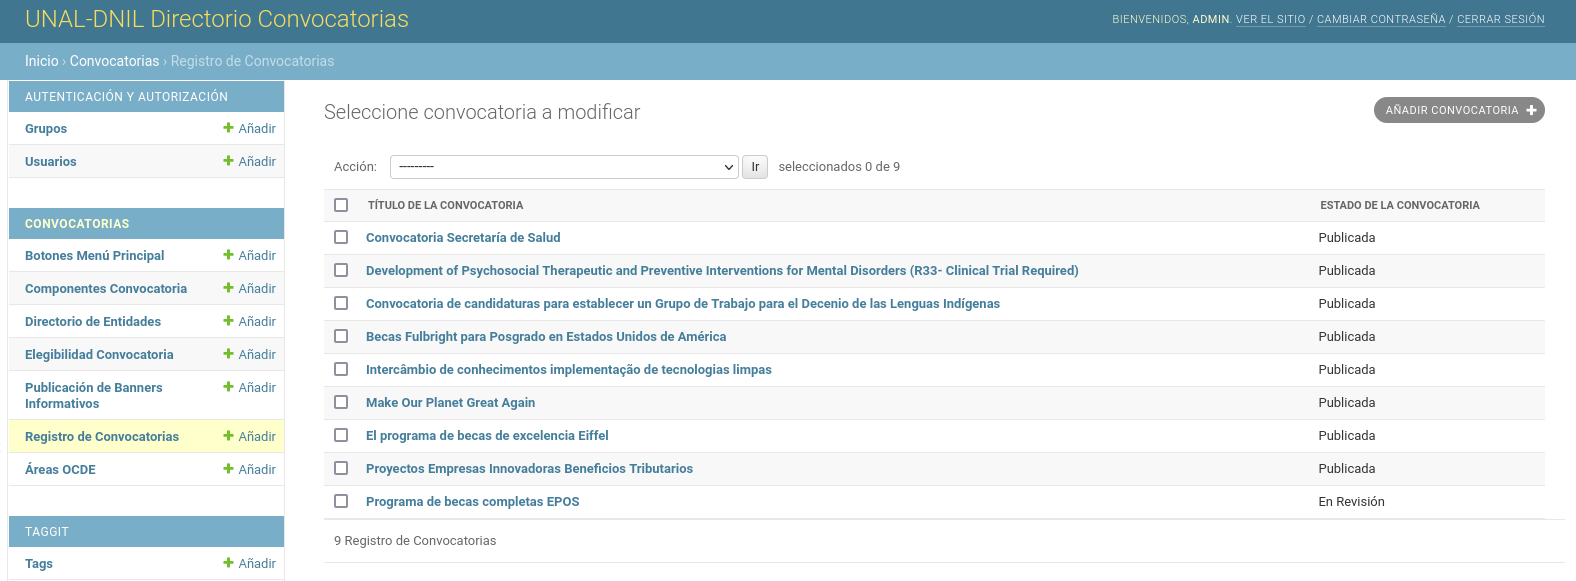 UNAL-DNIL Directorio Convocatorias
BIENVENIDOS, ADMIN. VER EL SITIO / CAMBIAR CONTRASEÑA / CERRAR SESIÓN
Inicio › Convocatorias › Registro de Convocatorias
AUTENTICACIÓN Y AUTORIZACIÓN
Grupos Añadir
Usuarios Añadir
CONVOCATORIAS
Botones Menú Principal Añadir
Componentes Convocatoria Añadir
Directorio de Entidades Añadir
Elegibilidad Convocatoria Añadir
Publicación de Banners Añadir
Informativos
Registro de Convocatorias Añadir
Áreas OCDE Añadir
TAGGIT
Tags Añadir
Seleccione convocatoria a modificar
AÑADIR CONVOCATORIA
Acción: --------- Ir seleccionados 0 de 9
TÍTULO DE LA CONVOCATORIA ESTADO DE LA CONVOCATORIA
Convocatoria Secretaría de Salud Publicada
Development of Psychosocial Therapeutic and Preventive Interventions for Mental Disorders (R33- Clinical Trial Required) Publicada
Convocatoria de candidaturas para establecer un Grupo de Trabajo para el Decenio de las Lenguas Indígenas Publicada
Becas Fulbright para Posgrado en Estados Unidos de América Publicada
Intercâmbio de conhecimentos implementação de tecnologias limpas Publicada
Make Our Planet Great Again Publicada
El programa de becas de excelencia Eiffel Publicada
Proyectos Empresas Innovadoras Beneficios Tributarios Publicada
Programa de becas completas EPOS En Revisión
9 Registro de Convocatorias